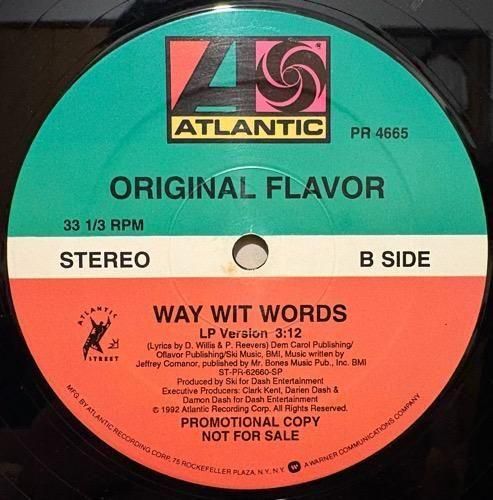 ATLANTIC
PR 4665
ORIGINAL FLAVOR
33 1/3 RPM
STEREO
B SIDE
ATLANTIC
STREET
WAY WIT WORDS
LP Version 3:12
(Lyrics by D. Willis & P. Reevers) Dem Carol Publishing/
Oflavor Publishing/Ski Music, BMI, Music written by
Jeffrey Comanor, published by Mr. Bones Music Pub., Inc. BMI
ST-PR-62660-SP
Produced by Ski for Dash Entertainment
Executive Producers: Clark Kent, Darien Dash &
Damon Dash for Dash Entertainment
© 1992 Atlantic Recording Corp. All Rights Reserved.
PROMOTIONAL COPY
NOT FOR SALE
MFG. BY ATLANTIC RECORDING CORP. 75 ROCKEFELLER PLAZA, N.Y., N.Y. A WARNER COMMUNICATIONS COMPANY